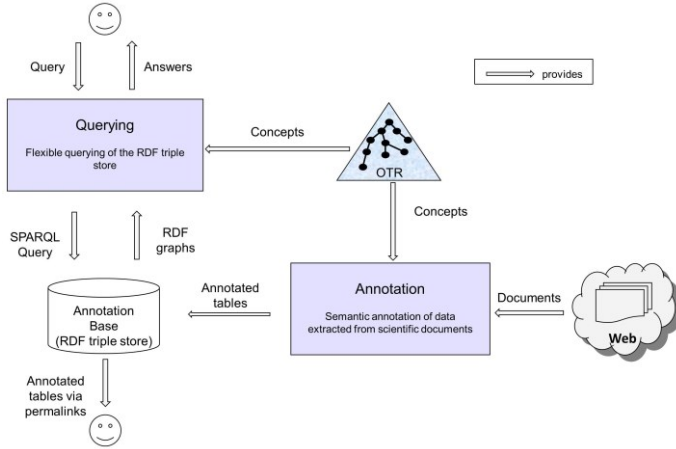 Query
Answers
provides
Querying
Flexible querying of the RDF triple
store
Concepts
OTR
Concepts
SPARQL
Query
RDF
graphs
Annotation
Base
(RDF triple store)
Annotated
tables
Annotation
Semantic annotation of data
extracted from scientific documents
Documents
Web
Annotated
tables via
permalinks